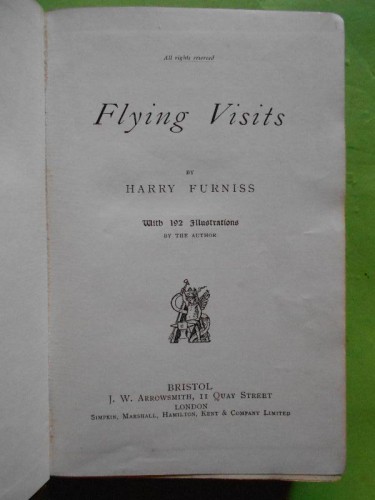 All rights reserved
Flying Visits
BY
HARRY FURNISS
With 192 Illustrations
BY THE AUTHOR
BRISTOL
J. W. ARROWSMITH, 11 QUAY STREET
LONDON
SIMPKIN, MARSHALL, HAMILTON, KENT & COMPANY LIMITED